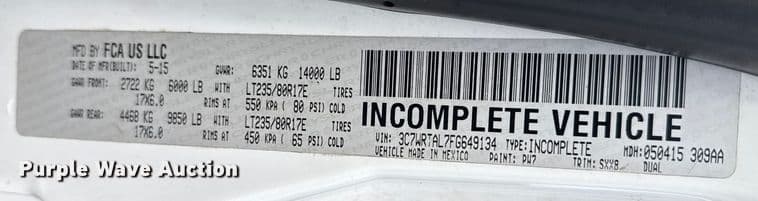 MFD BY FCA US LLC
DATE OF MFR(BUILT): 5-15 GVWR: 6351 KG 14000 LB
GAWR FRONT: 2722 KG 6000 LB WITH LT235/80R17E TIRES
17X6.0 RIMS AT 550 KPA ( 80 PSI) COLD
GAWR REAR: 4468 KG 9850 LB WITH LT235/80R17E TIRES
17X6.0 RIMS AT 450 KPA ( 65 PSI) COLD
INCOMPLETE VEHICLE
VIN: 3C7WRTAL7FG649134 TYPE: INCOMPLETE MDH: 050415 309AA
VEHICLE MADE IN MEXICO PAINT: PW7 TRIM: SXX8 DUAL
Purple Wave Auction